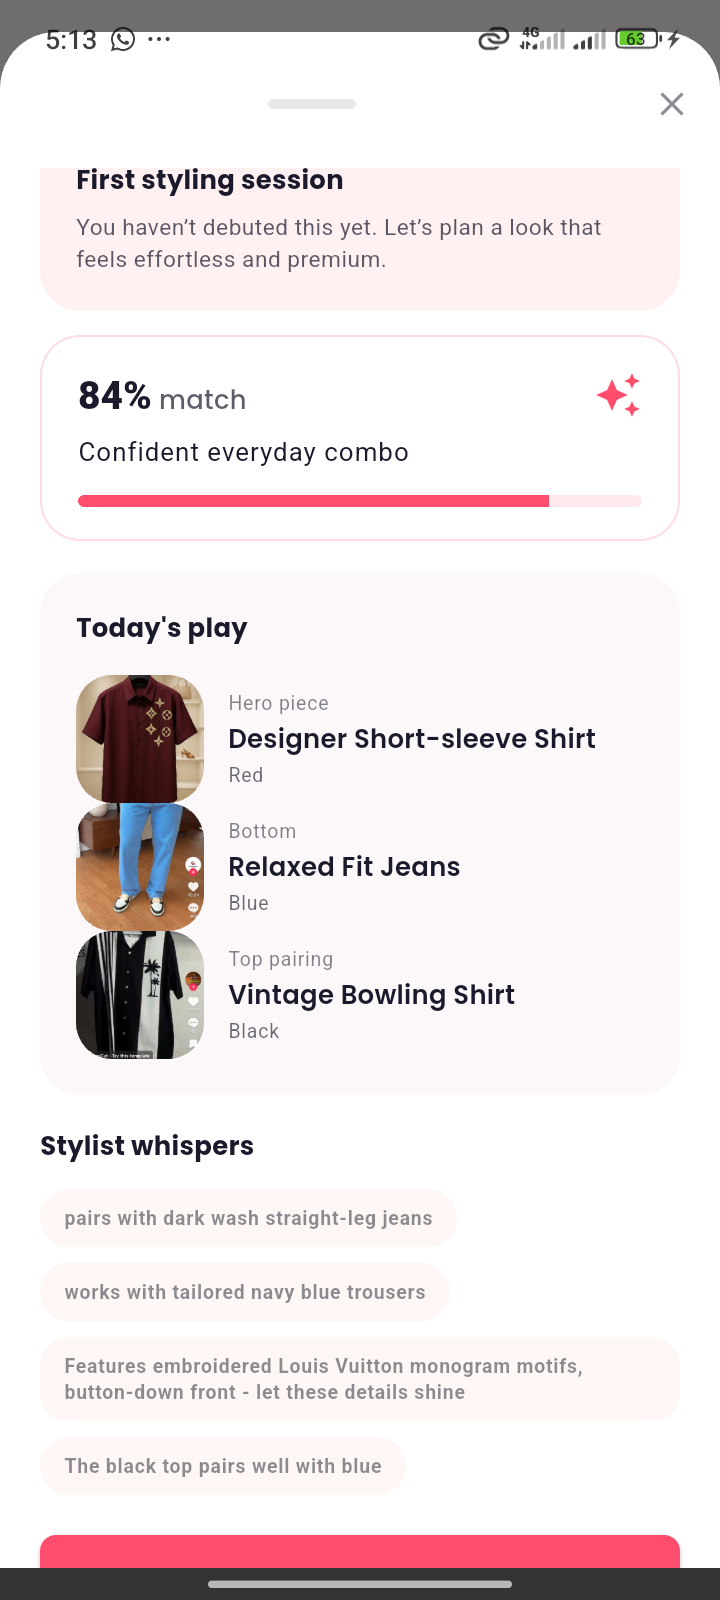 5:13
4G
63
First styling session
You haven’t debuted this yet. Let’s plan a look that
feels effortless and premium.
84% match
Confident everyday combo
Today's play
Hero piece
Designer Short-sleeve Shirt
Red
Bottom
Relaxed Fit Jeans
Blue
Top pairing
Vintage Bowling Shirt
Black
Try this template
Stylist whispers
pairs with dark wash straight-leg jeans
works with tailored navy blue trousers
Features embroidered Louis Vuitton monogram motifs,
button-down front - let these details shine
The black top pairs well with blue